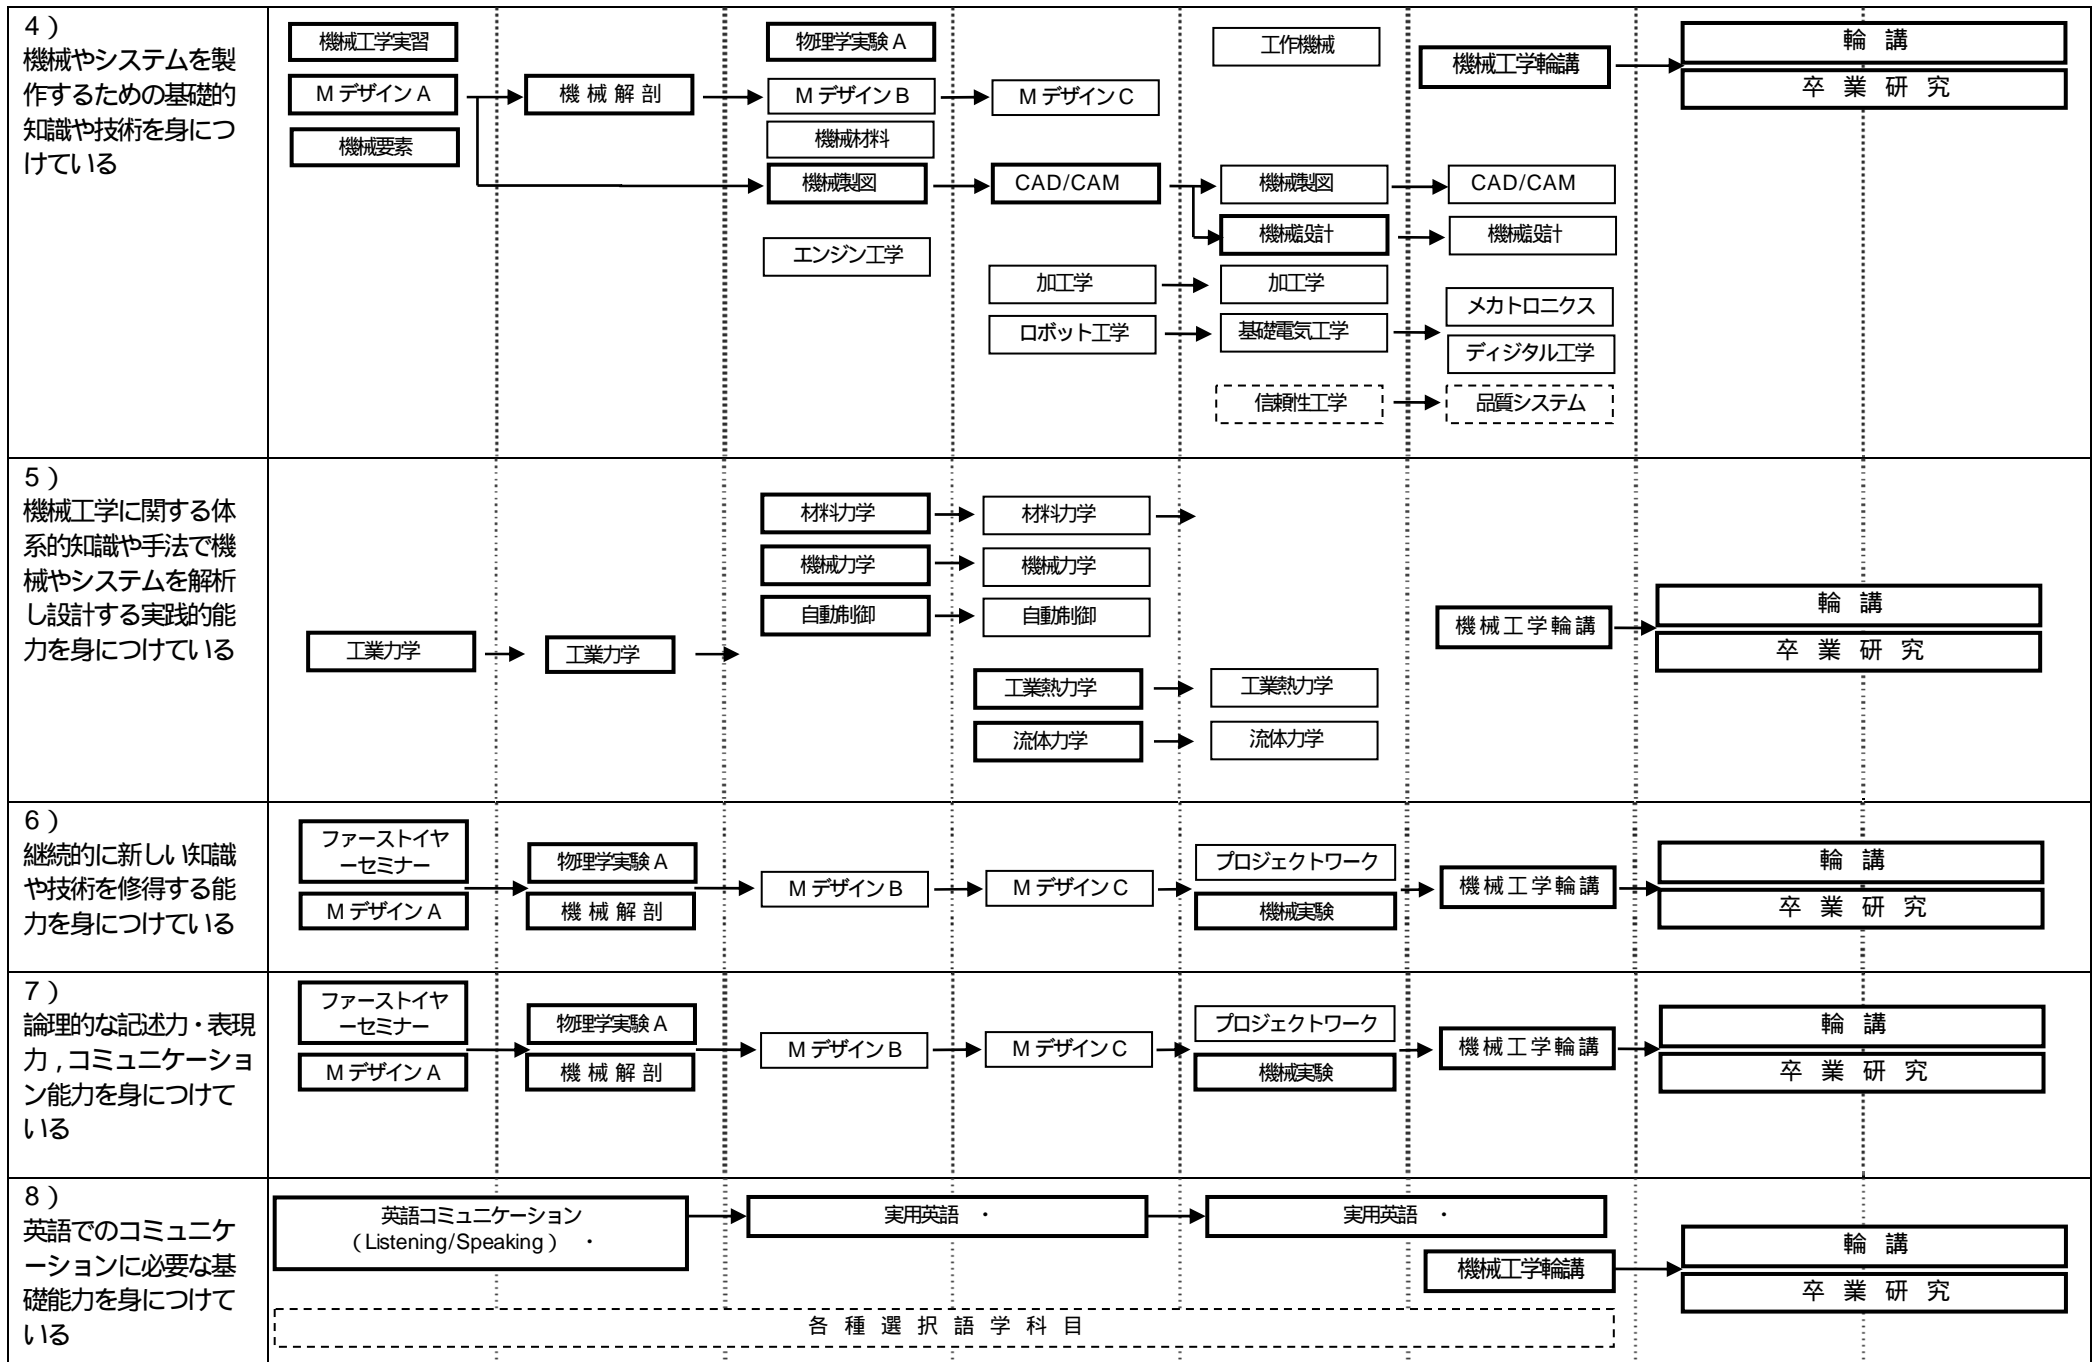 4）
機械やシステムを製
作するための基礎的
知識や技術を身につ
けている
機械工学実習
物理学実験 A
工作機械
機械工学輪講
輪 講
卒 業 研 究
M デザイン A
機 械 解 剖
M デザイン B
M デザイン C
機械要素
機械材料
機械製図
CAD/CAM
機械製図
CAD/CAM
機械設計
機械設計
エンジン工学
加工学
加工学
メカトロニクス
ロボット工学
基礎電気工学
ディジタル工学
信頼性工学
品質システム
5）
機械工学に関する体
系的知識や手法で機
械やシステムを解析
し設計する実践的能
力を身につけている
材料力学
材料力学
機械力学
機械力学
自動制御
自動制御
機械工学輪講
輪 講
卒 業 研 究
工業力学
工業力学
工業熱力学
工業熱力学
流体力学
流体力学
6）
継続的に新しい知識
や技術を修得する能
力を身につけている
ファーストイヤ
ーセミナー
M デザイン A
物理学実験 A
機 械 解 剖
M デザイン B
M デザイン C
プロジェクトワーク
機械実験
機械工学輪講
輪 講
卒 業 研 究
7）
論理的な記述力・表現
力，コミュニケーショ
ン能力を身につけて
いる
ファーストイヤ
ーセミナー
M デザイン A
物理学実験 A
機 械 解 剖
M デザイン B
M デザイン C
プロジェクトワーク
機械実験
機械工学輪講
輪 講
卒 業 研 究
8）
英語でのコミュニケ
ーションに必要な基
礎能力を身につけて
いる
英語コミュニケーション
（Listening/Speaking） ・
実用英語 ・
実用英語 ・
機械工学輪講
輪 講
卒 業 研 究
各 種 選 択 語 学 科 目